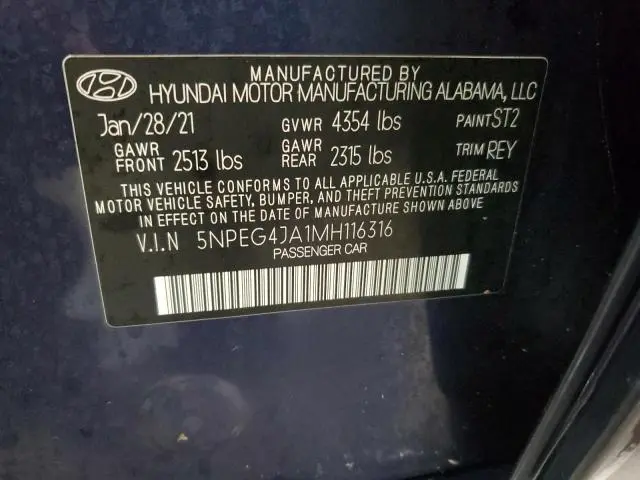 MANUFACTURED BY
HYUNDAI MOTOR MANUFACTURING ALABAMA, LLC
Jan/28/21 GVWR 4354 lbs PAINT ST2
GAWR FRONT 2513 lbs GAWR REAR 2315 lbs TRIM REY
THIS VEHICLE CONFORMS TO ALL APPLICABLE U.S.A. FEDERAL
MOTOR VEHICLE SAFETY, BUMPER, AND THEFT PREVENTION STANDARDS
IN EFFECT ON THE DATE OF MANUFACTURE SHOWN ABOVE
V.I.N 5NPEG4JA1MH116316
PASSENGER CAR